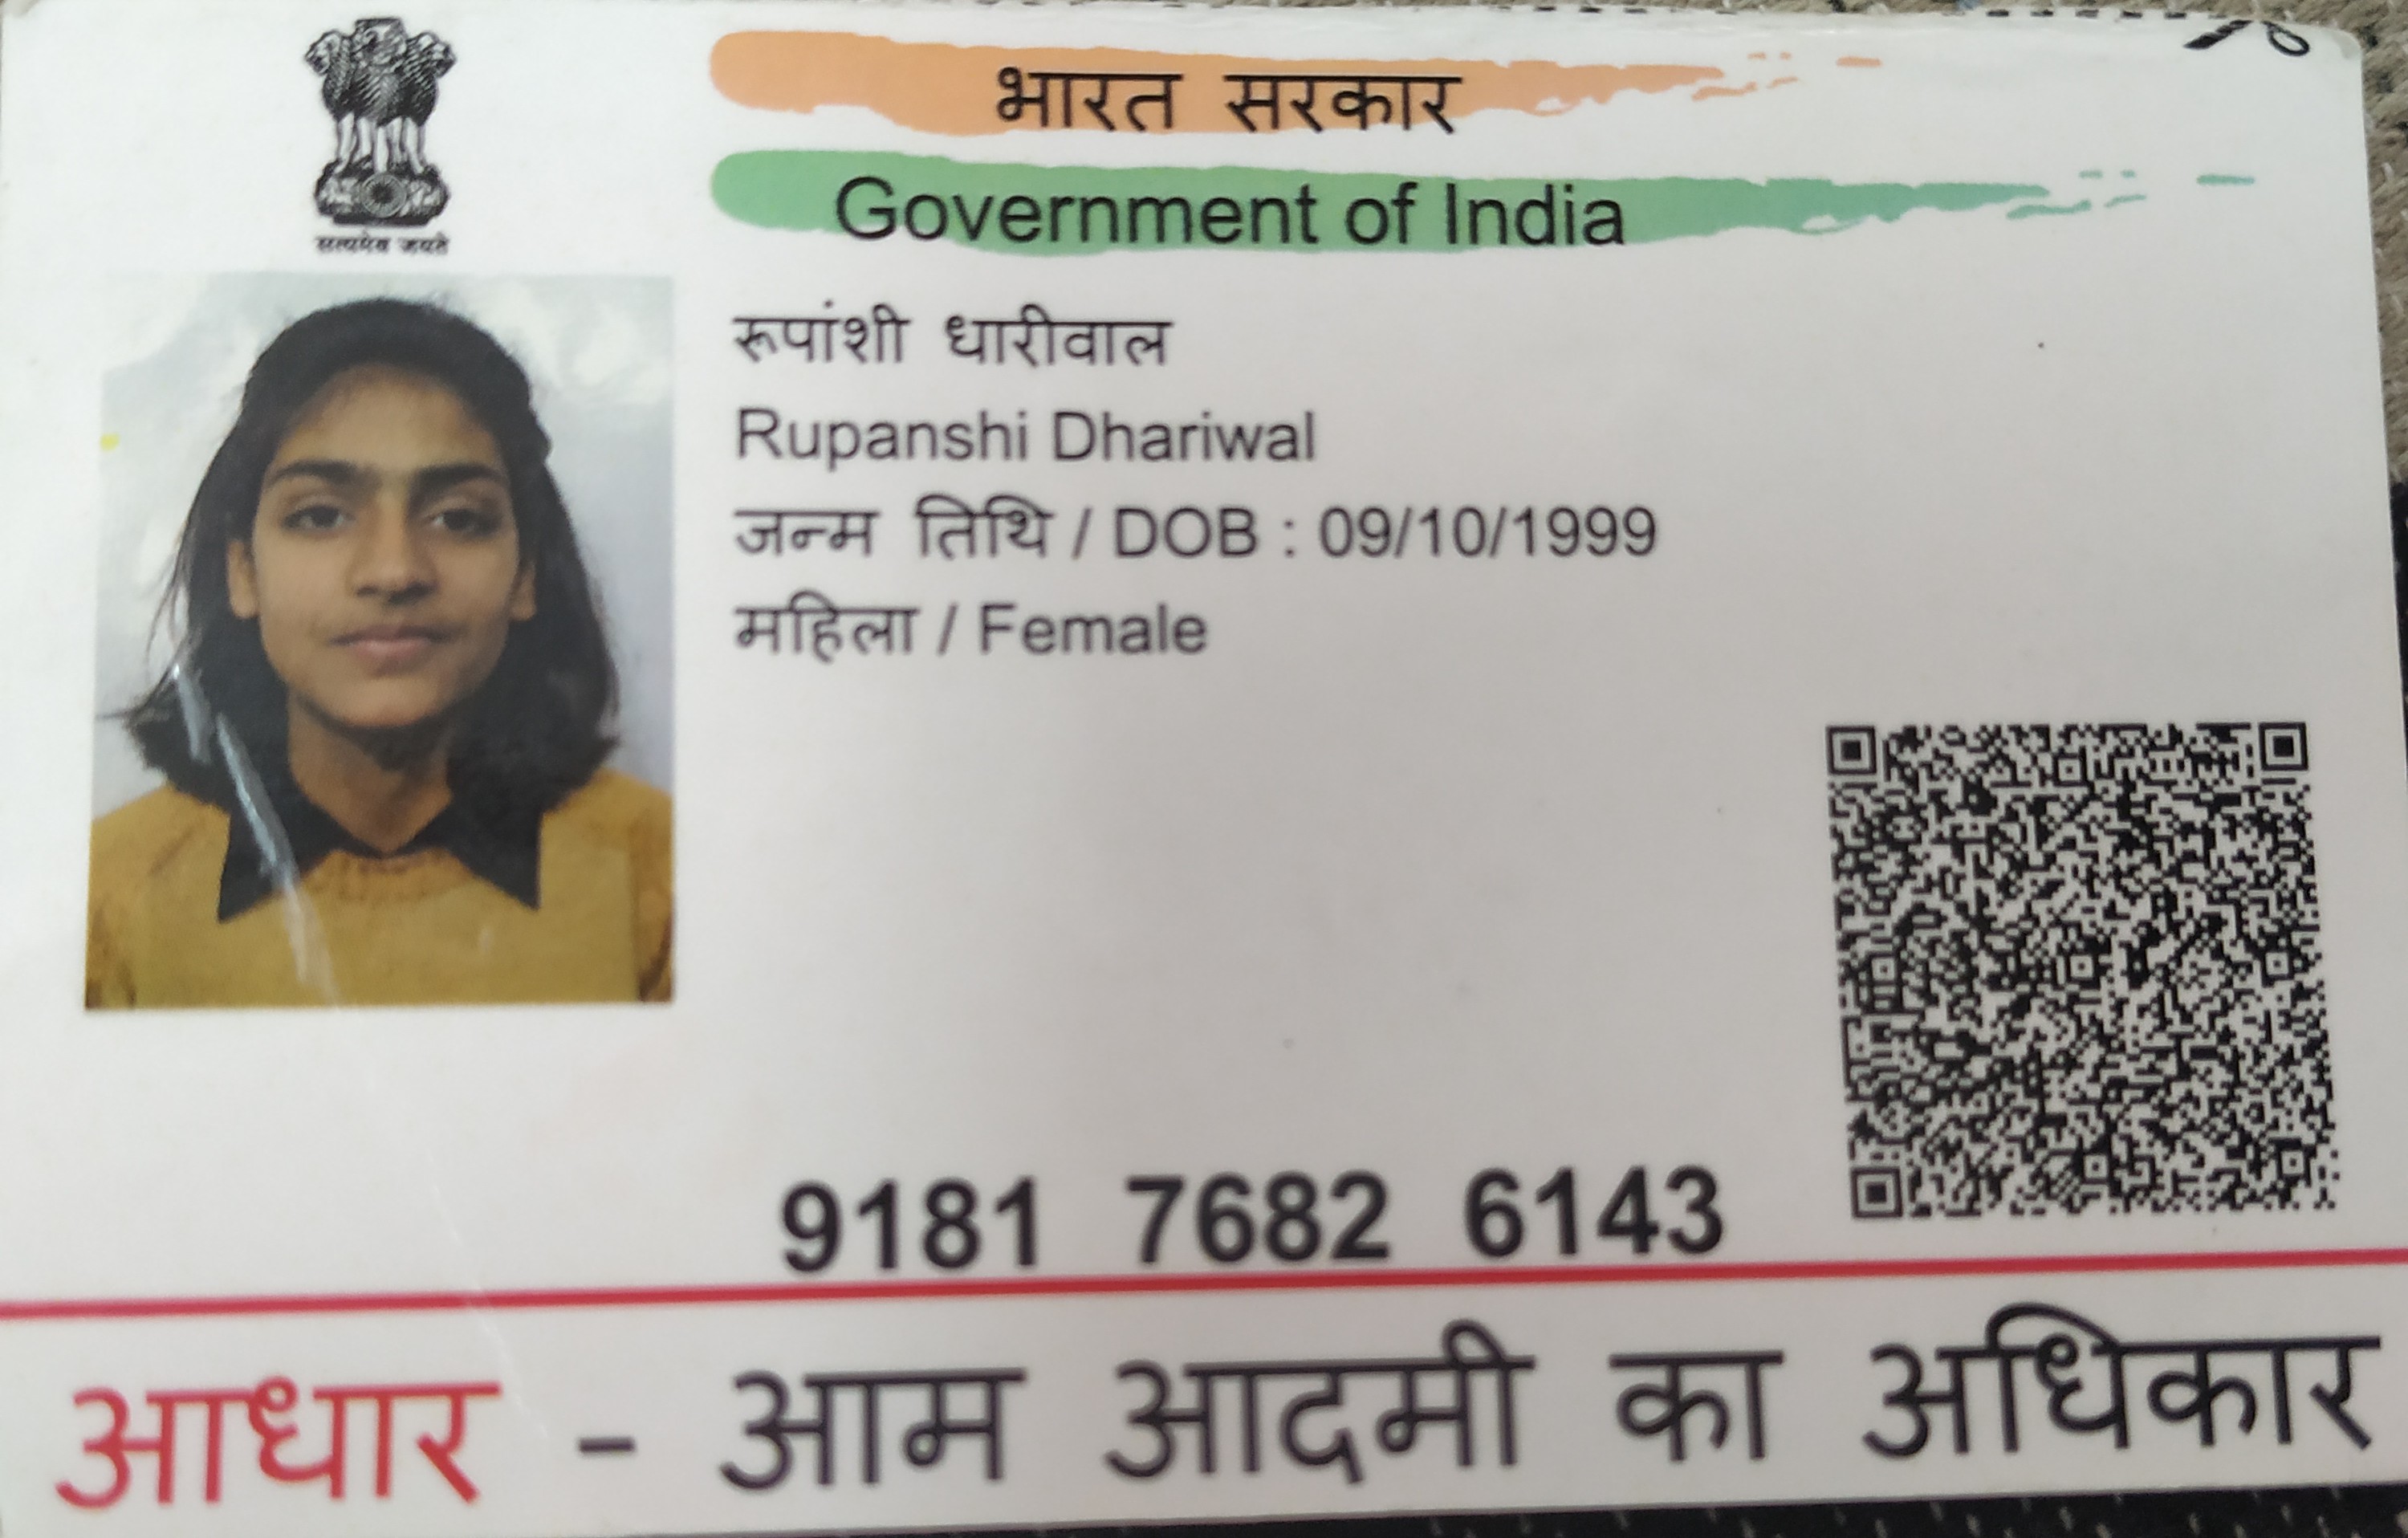 सत्यमेव जयते
भारत सरकार
Government of India
रूपांशी धारीवाल
Rupanshi Dhariwal
जन्म तिथि / DOB : 09/10/1999
महिला / Female
9181 7682 6143
आधार - आम आदमी का अधिकार